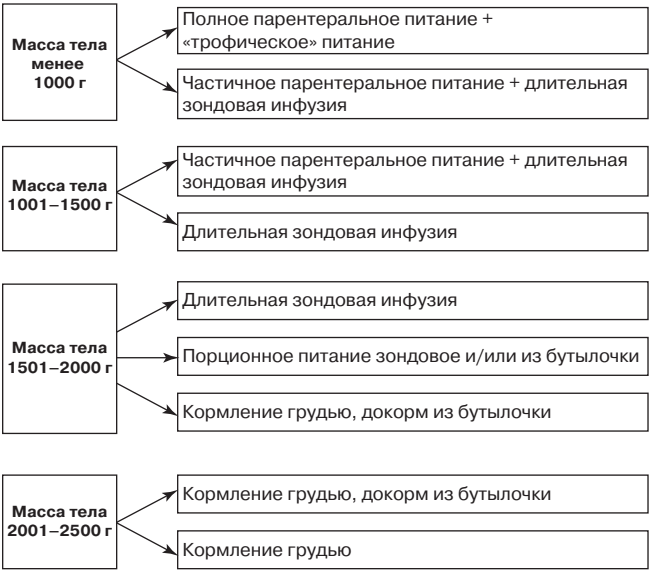 Масса тела
менее
1000 г
Полное парентеральное питание +
«трофическое» питание
Частичное парентеральное питание + длительная
зондовая инфузия
Масса тела
1001–1500 г
Частичное парентеральное питание + длительная
зондовая инфузия
Длительная зондовая инфузия
Масса тела
1501–2000 г
Длительная зондовая инфузия
Порционное питание зондовое и/или из бутылочки
Кормление грудью, докорм из бутылочки
Масса тела
2001–2500 г
Кормление грудью, докорм из бутылочки
Кормление грудью